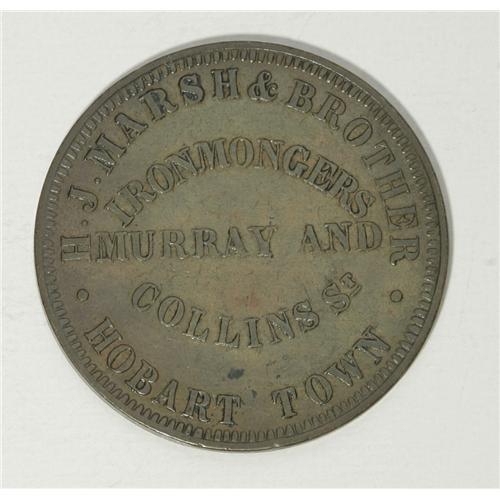 H. J. MARSH & BROTHER
IRONMONGERS
MURRAY AND
COLLINS ST
HOBART TOWN